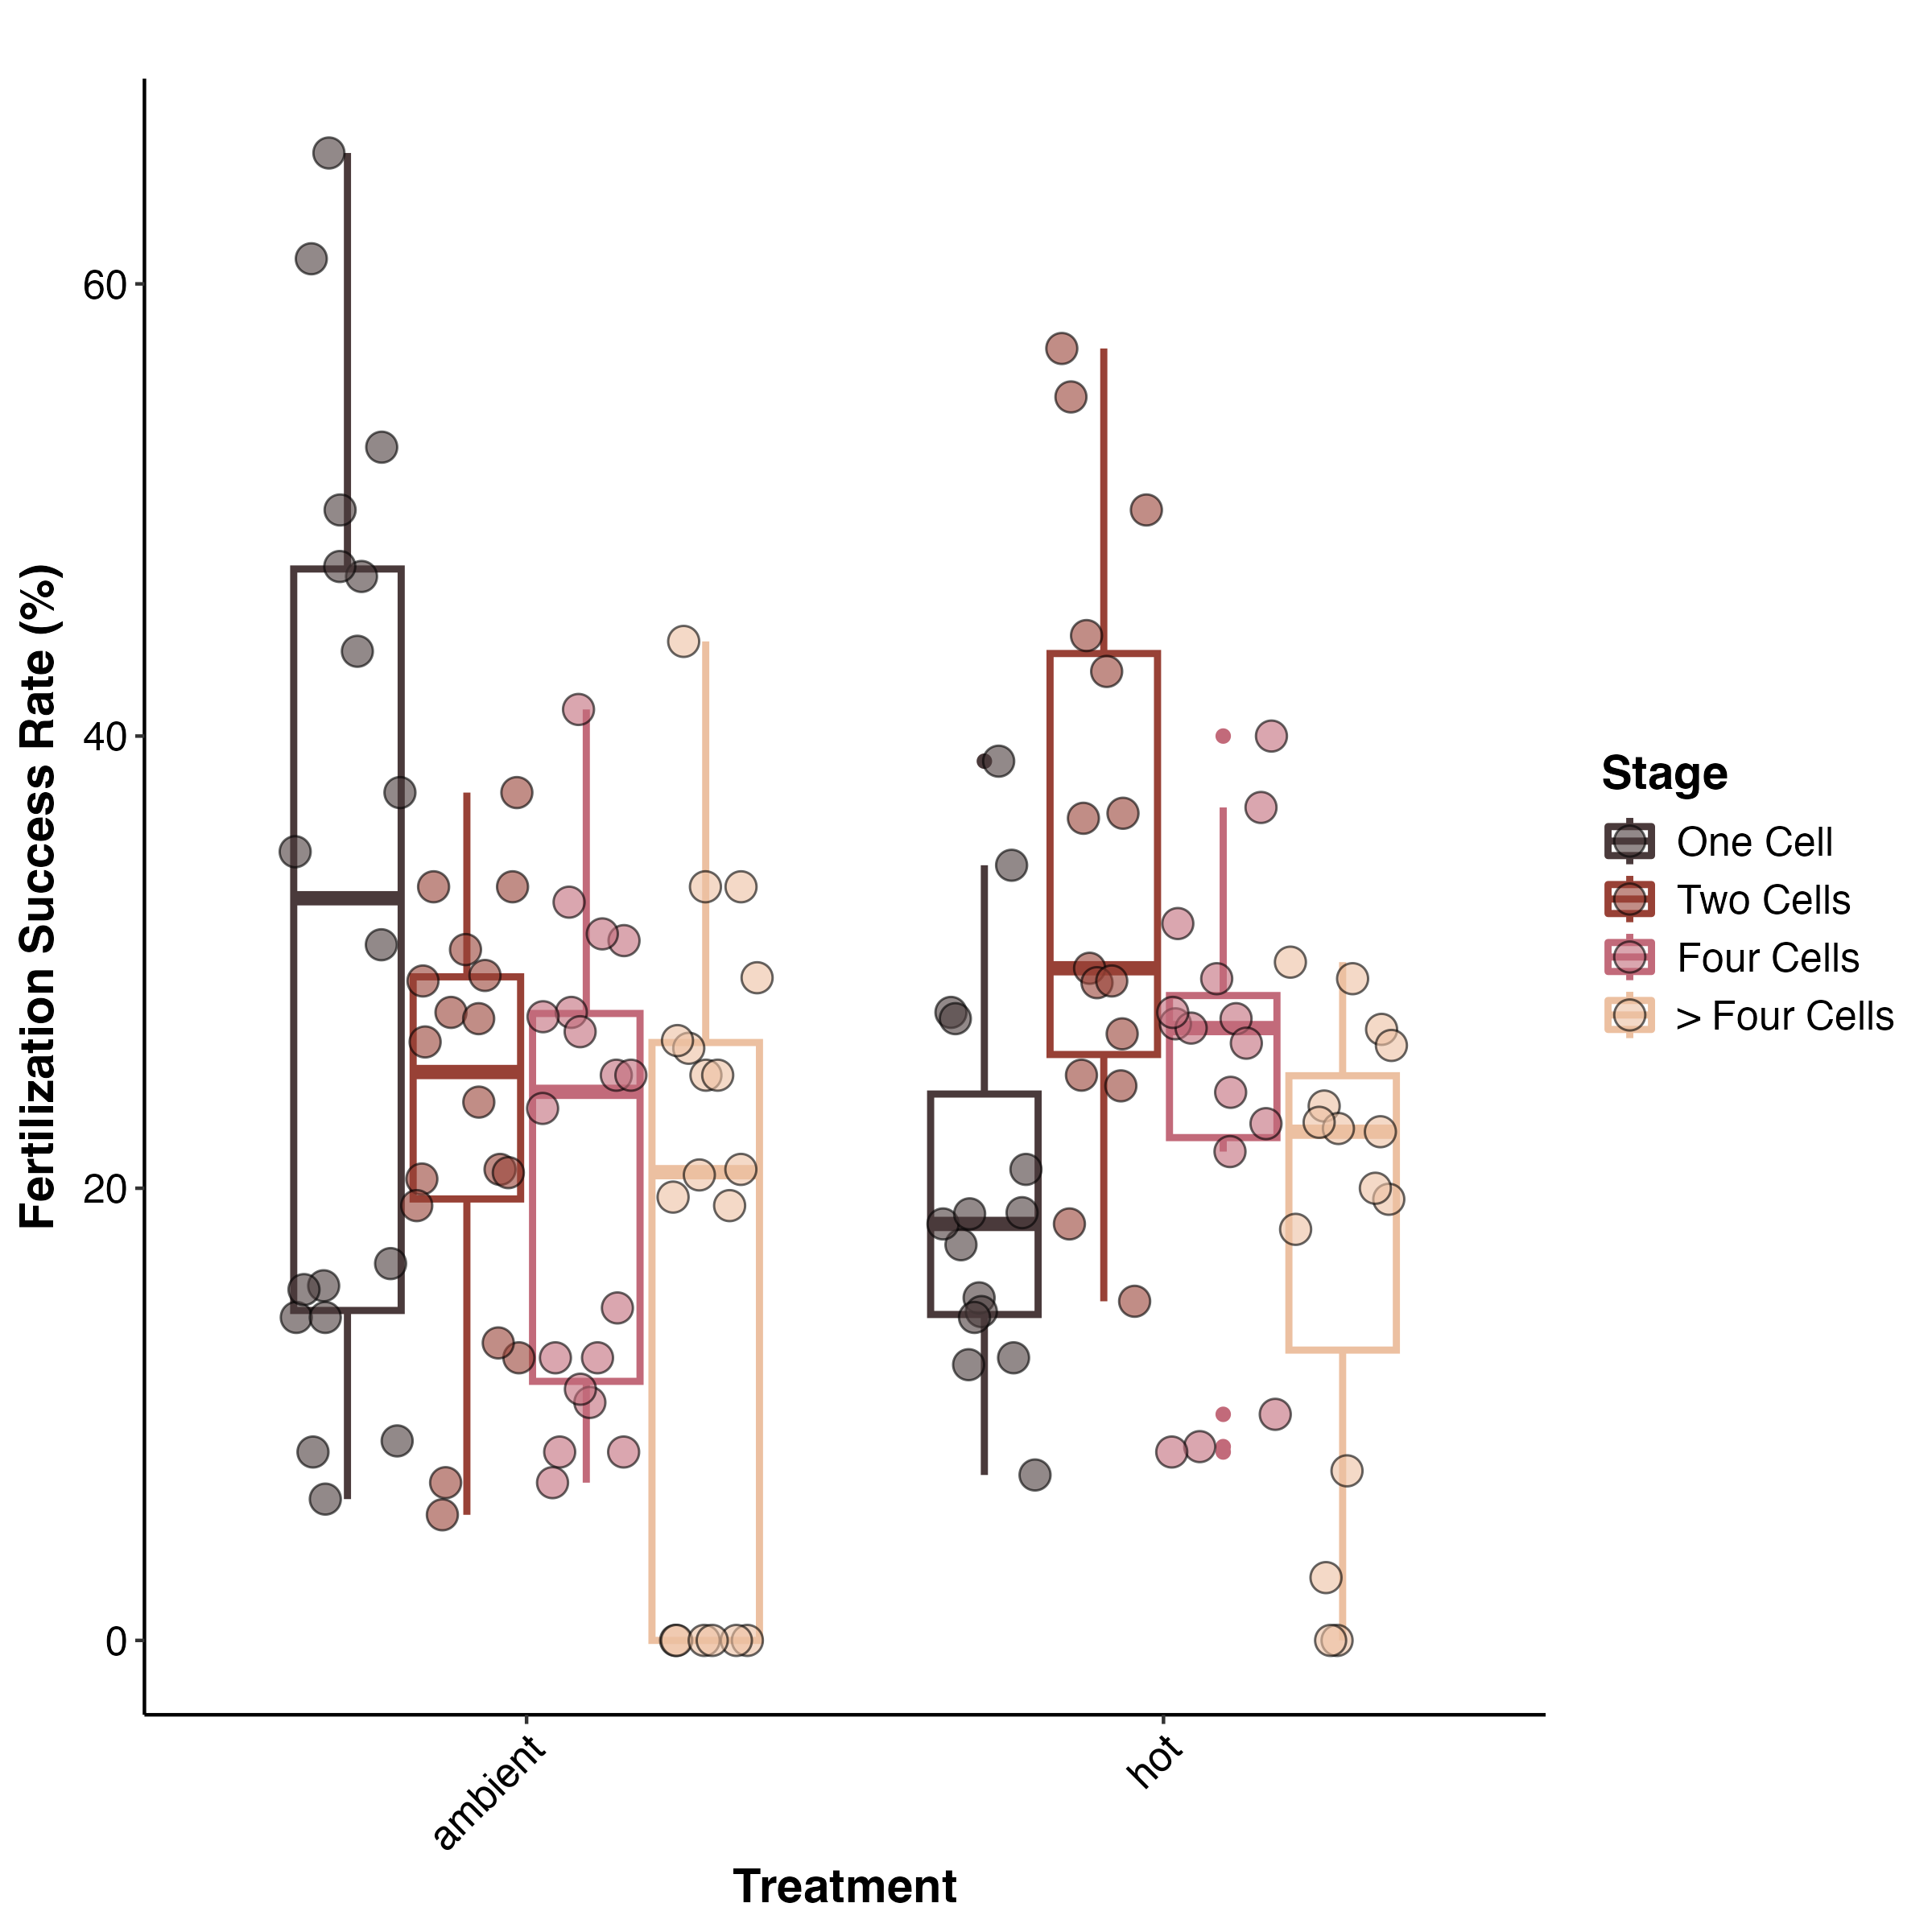 Fertilization Success Rate (%)
60
40
20
0
ambient
hot
Treatment
Stage
One Cell
Two Cells
Four Cells
> Four Cells